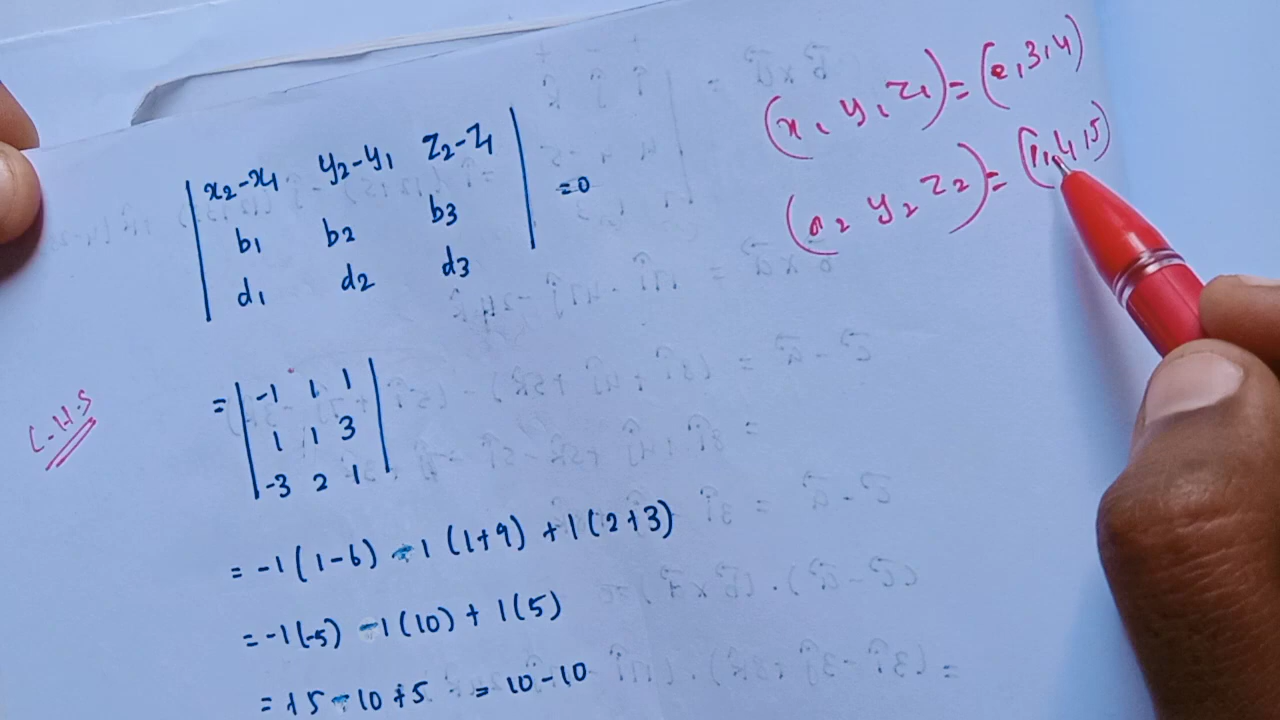 (x₁ y₁ z₁) = (2,3,4)
(x₂ y₂ z₂) = (1,4,5)
| x₂-x₁ y₂-y₁ z₂-z₁ |
| b₁ b₂ b₃ | =0
| d₁ d₂ d₃ |
L.H.S
= | -1 1 1 |
| 1 1 3 |
| -3 2 1 |
= -1(1-6) -1(1+9) +1(2+3)
= -1(-5) -1(10) + 1(5)
= +5 -10 +5 = 10-10